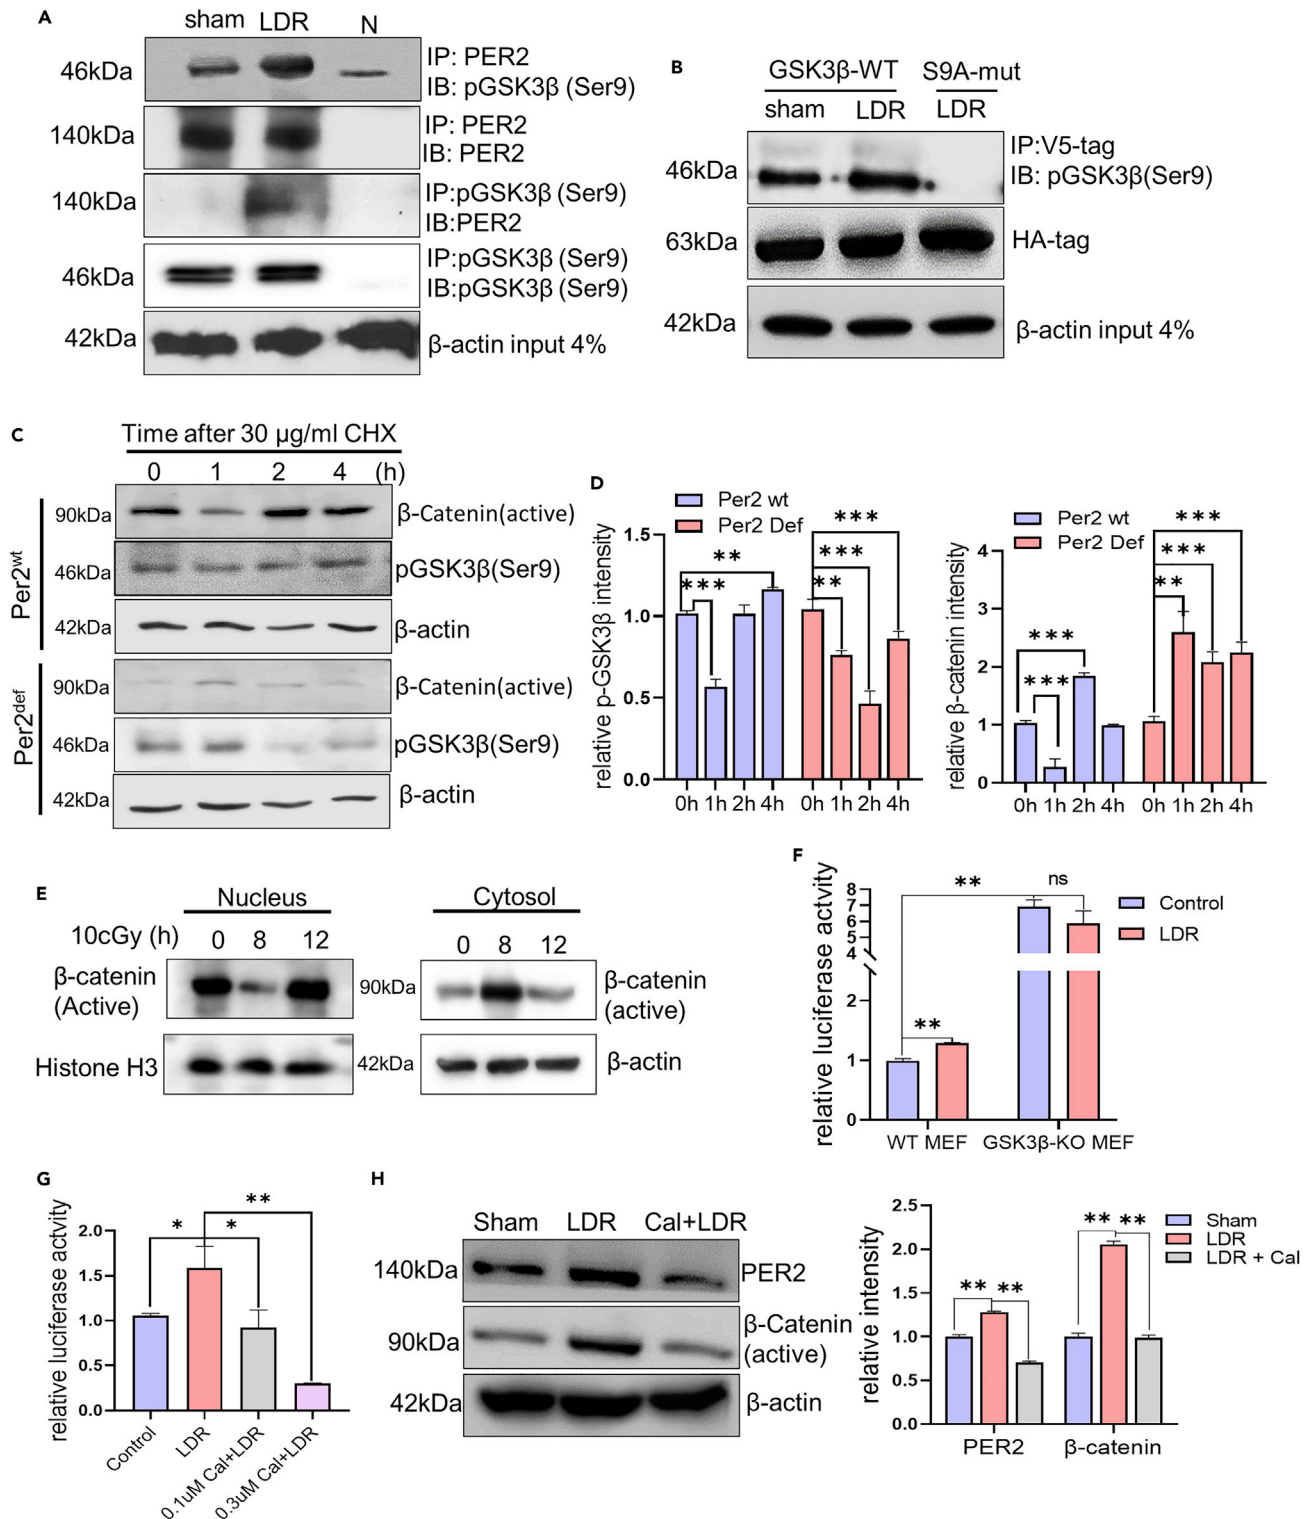 A
sham LDR N
46kDa
IP: PER2
IB: pGSK3β (Ser9)
140kDa
IP: PER2
IB: PER2
140kDa
IP:pGSK3β (Ser9)
IB:PER2
46kDa
IP:pGSK3β (Ser9)
IB:pGSK3β (Ser9)
42kDa
β-actin input 4%
B
GSK3β-WT S9A-mut
sham LDR LDR
46kDa
IP:V5-tag
IB: pGSK3β(Ser9)
63kDa
HA-tag
42kDa
β-actin input 4%
C
Time after 30 µg/ml CHX
0 1 2 4 (h)
Per2wt
90kDa β-Catenin(active)
46kDa pGSK3β(Ser9)
42kDa β-actin
Per2def
90kDa β-Catenin(active)
46kDa pGSK3β(Ser9)
42kDa β-actin
D
Per2 wt
Per2 Def
relative p-GSK3β intensity
1.5
1.0
0.5
0.0
***
**
**
***
***
0h 1h 2h 4h 0h 1h 2h 4h
Per2 wt
Per2 Def
relative β-catenin intensity
4
3
2
1
0
***
***
**
***
***
0h 1h 2h 4h 0h 1h 2h 4h
E
Nucleus Cytosol
10cGy (h) 0 8 12 0 8 12
β-catenin
(Active)
90kDa
β-catenin
(active)
Histone H3
42kDa
β-actin
F
relative luciferase actvity
8
7
6
5
4
2
1
0
** ns
**
Control
LDR
WT MEF GSK3β-KO MEF
G
relative luciferase actvity
2.0
1.5
1.0
0.5
0.0
**
* *
Control
LDR
0.1uM Cal+LDR
0.3uM Cal+LDR
H
Sham LDR Cal+LDR
140kDa PER2
90kDa
β-Catenin
(active)
42kDa β-actin
relative intensity
2.5
2.0
1.5
1.0
0.5
0.0
** **
** **
Sham
LDR
LDR + Cal
PER2 β-catenin